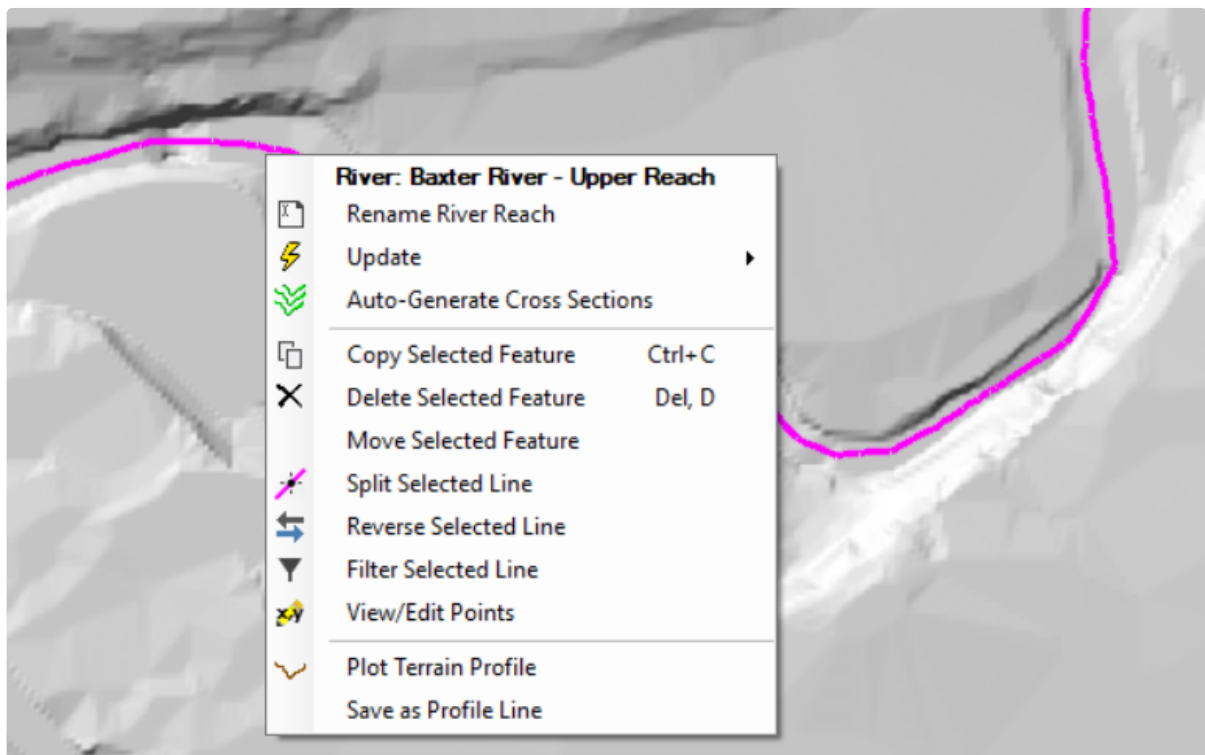 River: Baxter River - Upper Reach
Rename River Reach
Update
Auto-Generate Cross Sections
Copy Selected Feature Ctrl+C
Delete Selected Feature Del, D
Move Selected Feature
Split Selected Line
Reverse Selected Line
Filter Selected Line
x,y View/Edit Points
Plot Terrain Profile
Save as Profile Line